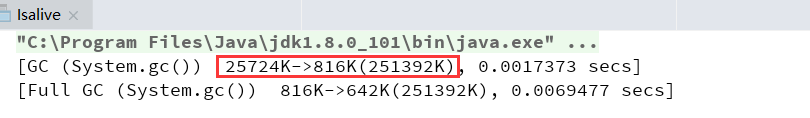 Isalive ×
"C:\Program Files\Java\jdk1.8.0_101\bin\java.exe" ...
[GC (System.gc())  25724K->816K(251392K), 0.0017373 secs]
[Full GC (System.gc())  816K->642K(251392K), 0.0069477 secs]